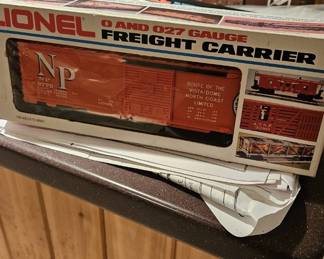 LIONEL
O AND O27 GAUGE
FREIGHT CARRIER
NP
ROUTE OF THE
VISTA-DOME
NORTH COAST
LIMITED